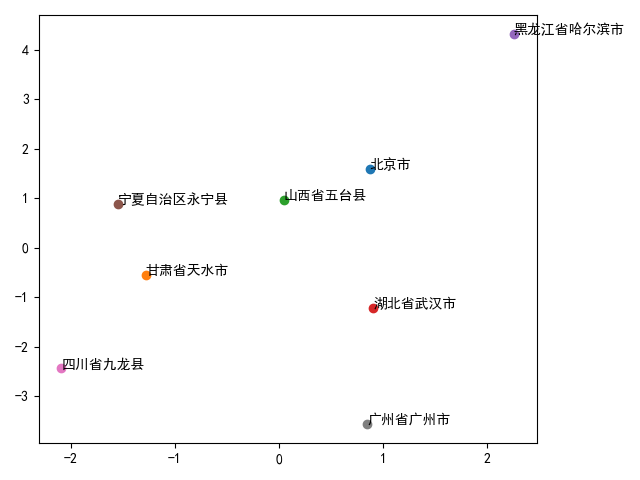 黑龙江省哈尔滨市
4
3
北京市
2
山西省五台县
宁夏自治区永宁县
1
0
甘肃省天水市
湖北省武汉市
−1
−2
四川省九龙县
−3
广州省广州市
−2
−1
0
1
2